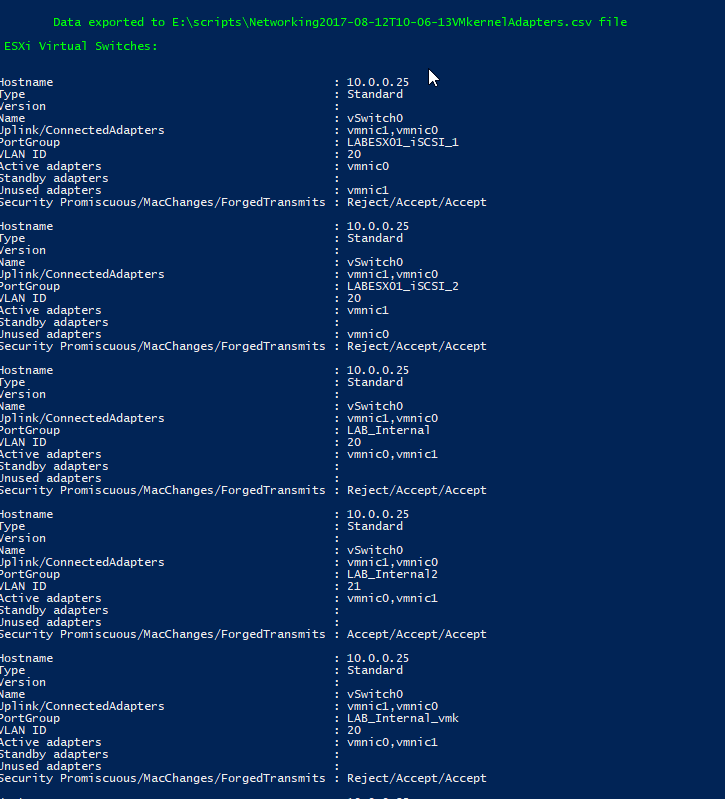 Data exported to E:\scripts\Networking2017-08-12T10-06-13VMkernelAdapters.csv file
ESXi Virtual Switches:
Hostname : 10.0.0.25
Type : Standard
Version :
Name : vSwitch0
Uplink/ConnectedAdapters : vmnic1,vmnic0
PortGroup : LABESX01_iSCSI_1
VLAN ID : 20
Active adapters : vmnic0
Standby adapters :
Unused adapters : vmnic1
Security Promiscuous/MacChanges/ForgedTransmits : Reject/Accept/Accept
Hostname : 10.0.0.25
Type : Standard
Version :
Name : vSwitch0
Uplink/ConnectedAdapters : vmnic1,vmnic0
PortGroup : LABESX01_iSCSI_2
VLAN ID : 20
Active adapters : vmnic1
Standby adapters :
Unused adapters : vmnic0
Security Promiscuous/MacChanges/ForgedTransmits : Reject/Accept/Accept
Hostname : 10.0.0.25
Type : Standard
Version :
Name : vSwitch0
Uplink/ConnectedAdapters : vmnic1,vmnic0
PortGroup : LAB_Internal
VLAN ID : 20
Active adapters : vmnic0,vmnic1
Standby adapters :
Unused adapters :
Security Promiscuous/MacChanges/ForgedTransmits : Reject/Accept/Accept
Hostname : 10.0.0.25
Type : Standard
Version :
Name : vSwitch0
Uplink/ConnectedAdapters : vmnic1,vmnic0
PortGroup : LAB_Internal2
VLAN ID : 21
Active adapters : vmnic0,vmnic1
Standby adapters :
Unused adapters :
Security Promiscuous/MacChanges/ForgedTransmits : Accept/Accept/Accept
Hostname : 10.0.0.25
Type : Standard
Version :
Name : vSwitch0
Uplink/ConnectedAdapters : vmnic1,vmnic0
PortGroup : LAB_Internal_vmk
VLAN ID : 20
Active adapters : vmnic0,vmnic1
Standby adapters :
Unused adapters :
Security Promiscuous/MacChanges/ForgedTransmits : Reject/Accept/Accept